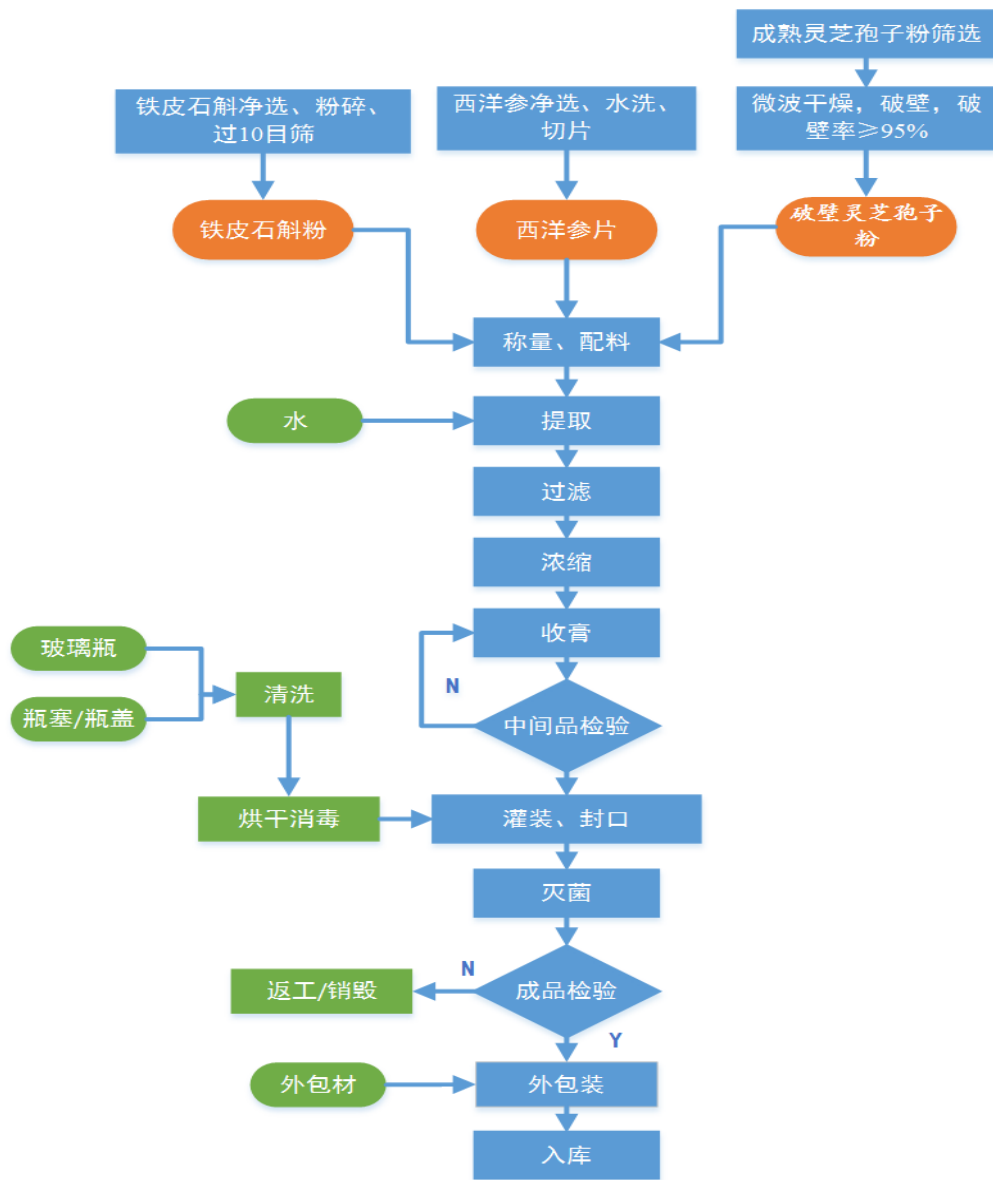 成熟灵芝孢子粉筛选
铁皮石斛净选、粉碎、
过10目筛
西洋参净选、水洗、
切片
微波干燥，破壁，破
壁率≥95%
铁皮石斛粉
西洋参片
破壁灵芝孢子
粉
称量、配料
水
提取
过滤
浓缩
收膏
玻璃瓶
清洗
N
瓶塞/瓶盖
中间品检验
烘干消毒
灌装、封口
灭菌
N
返工/销毁
成品检验
Y
外包材
外包装
入库